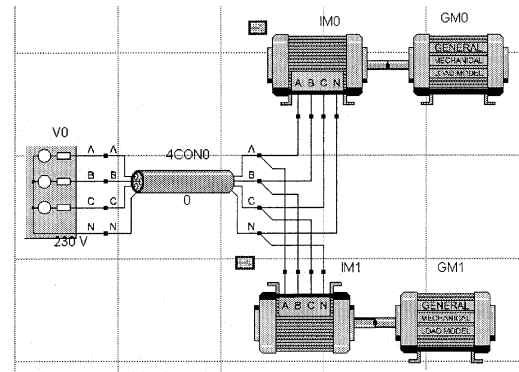 IM0 GM0
GENERAL
MECHANICAL
LOAD MODEL
A B C N
V0
A A 4CON0 A
B B B
C C C
0
N N N
230 V
IM1 GM1
A B C N
GENERAL
MECHANICAL
LOAD MODEL